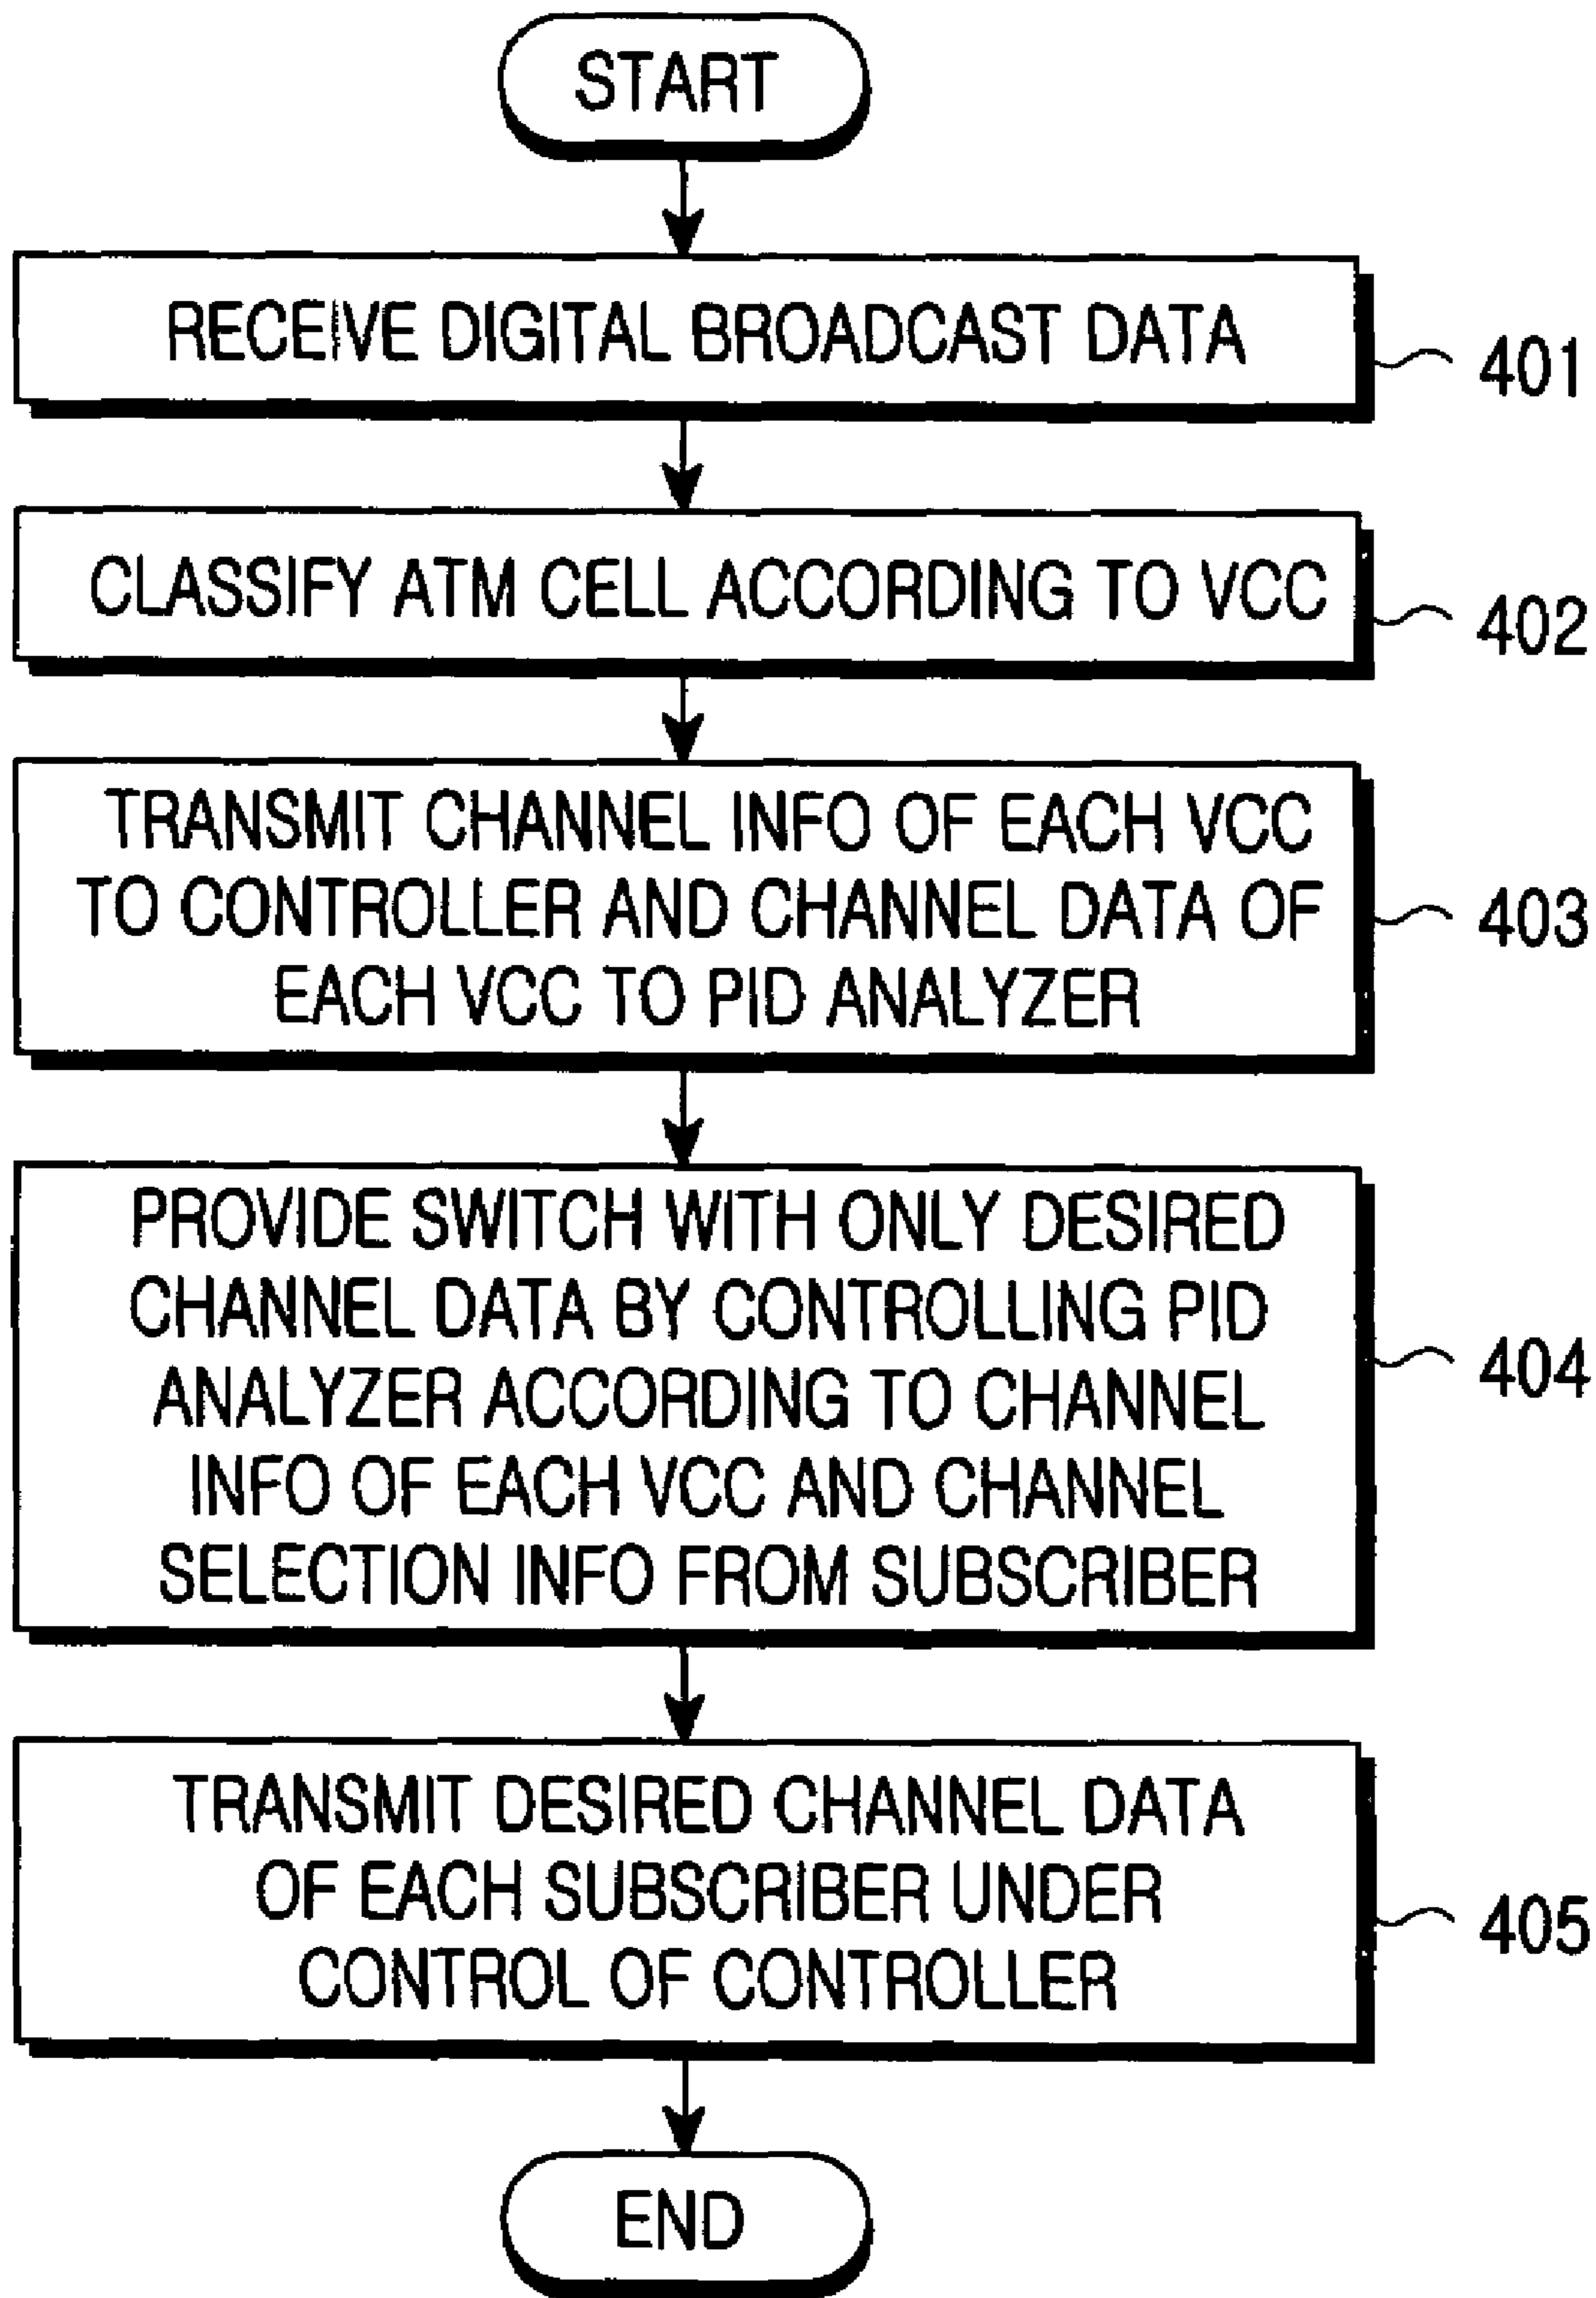 START
RECEIVE DIGITAL BROADCAST DATA
401
CLASSIFY ATM CELL ACCORDING TO VCC
402
TRANSMIT CHANNEL INFO OF EACH VCC
TO CONTROLLER AND CHANNEL DATA OF
EACH VCC TO PID ANALYZER
403
PROVIDE SWITCH WITH ONLY DESIRED
CHANNEL DATA BY CONTROLLING PID
ANALYZER ACCORDING TO CHANNEL
INFO OF EACH VCC AND CHANNEL
SELECTION INFO FROM SUBSCRIBER
404
TRANSMIT DESIRED CHANNEL DATA
OF EACH SUBSCRIBER UNDER
CONTROL OF CONTROLLER
405
END